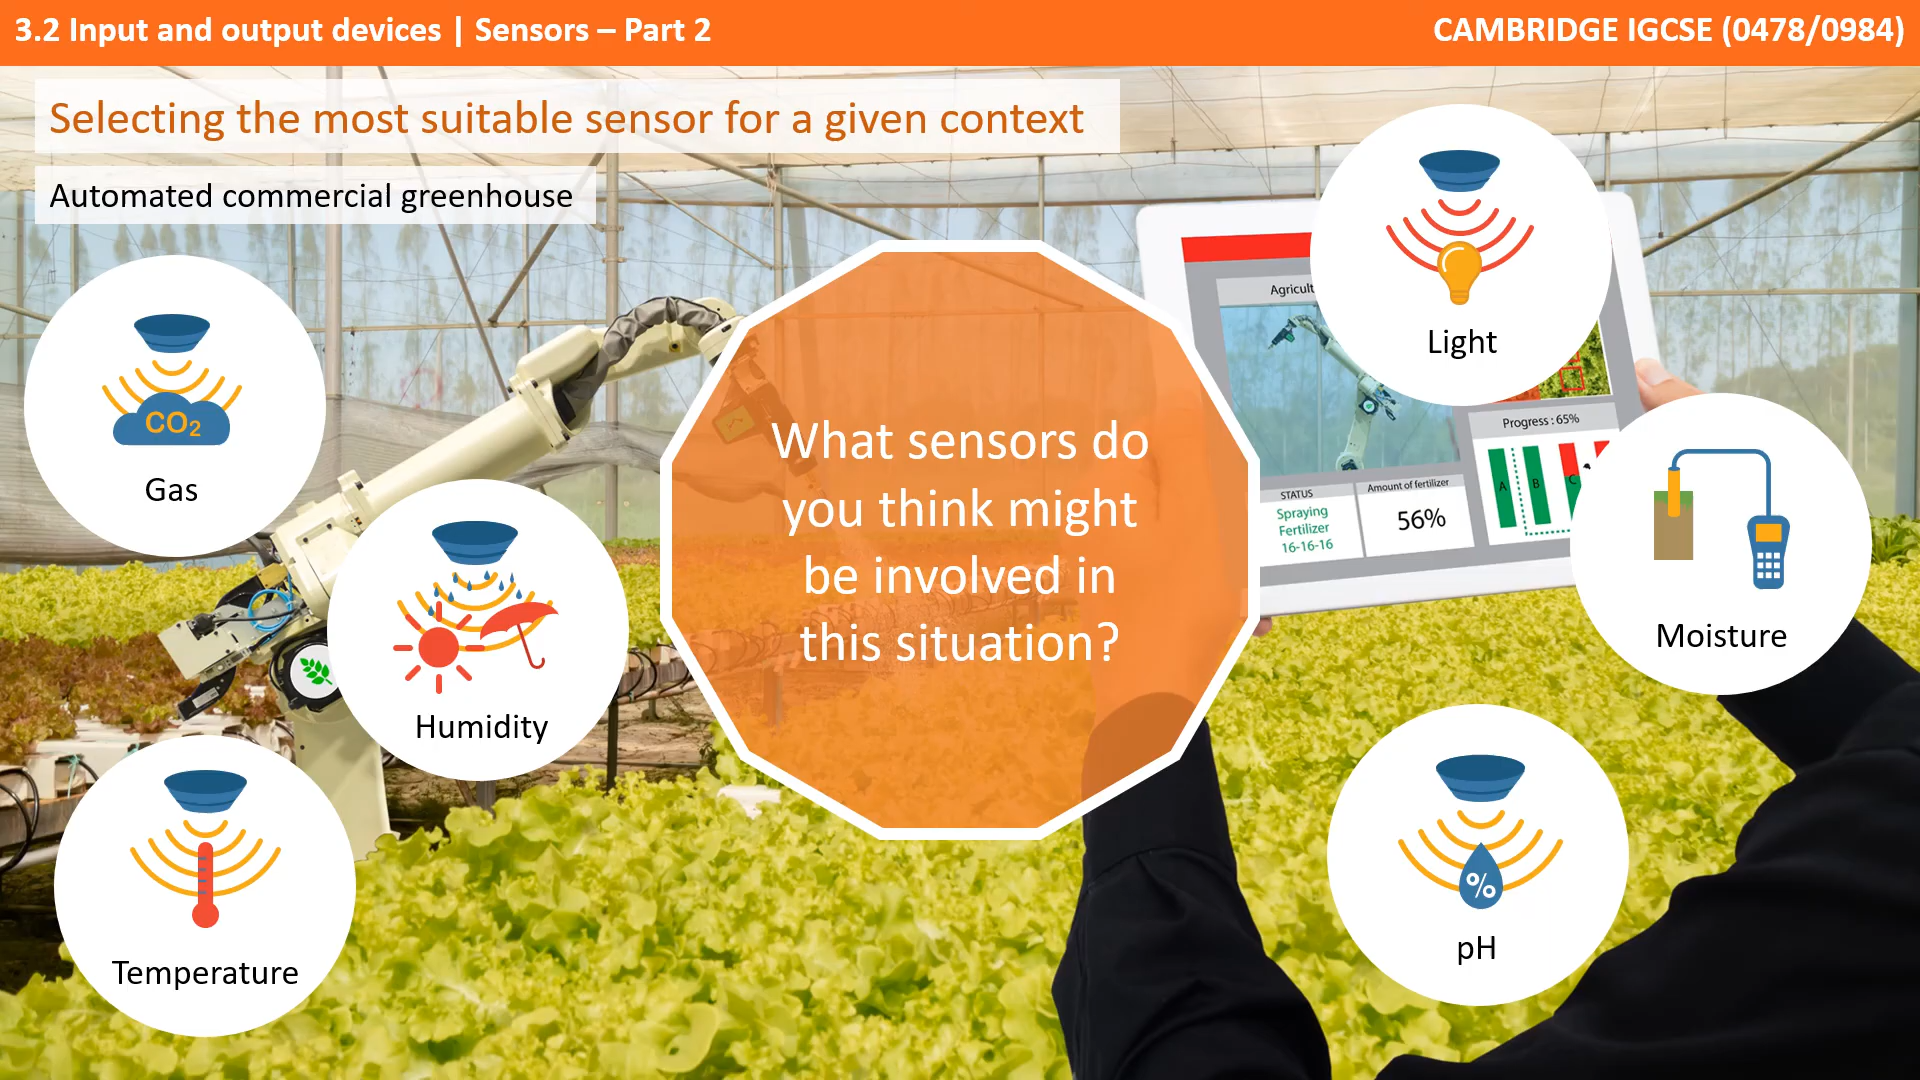 3.2 Input and output devices | Sensors – Part 2
CAMBRIDGE IGCSE (0478/0984)
Selecting the most suitable sensor for a given context
Automated commercial greenhouse
CO₂
Gas
Humidity
Temperature
What sensors do
you think might
be involved in
this situation?
Light
Progress : 65%
A
B
C
STATUS
Spraying
Fertilizer
16-16-16
Amount of fertilizer
56%
Moisture
%
pH